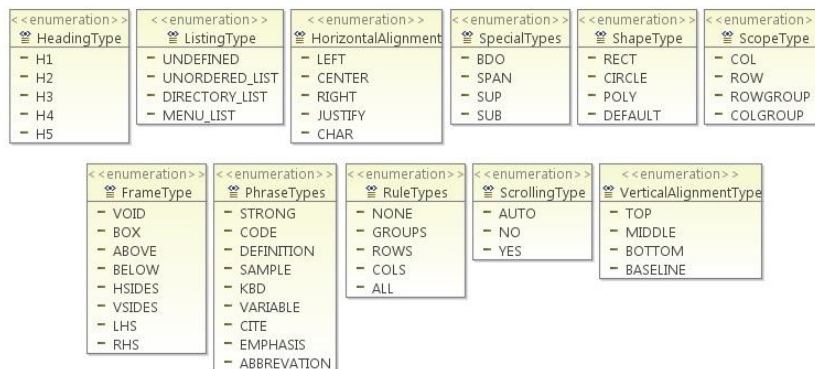 <<enumeration>>
HeadingType
- H1
- H2
- H3
- H4
- H5
<<enumeration>>
ListingType
- UNDEFINED
- UNORDERED_LIST
- DIRECTORY_LIST
- MENU_LIST
<<enumeration>>
HorizontalAlignment
- LEFT
- CENTER
- RIGHT
- JUSTIFY
- CHAR
<<enumeration>>
SpecialTypes
- BDO
- SPAN
- SUP
- SUB
<<enumeration>>
ShapeType
- RECT
- CIRCLE
- POLY
- DEFAULT
<<enumeration>>
ScopeType
- COL
- ROW
- ROWGROUP
- COLGROUP
<<enumeration>>
FrameType
- VOID
- BOX
- ABOVE
- BELOW
- HSIDES
- VSIDES
- LHS
- RHS
<<enumeration>>
PhraseTypes
- STRONG
- CODE
- DEFINITION
- SAMPLE
- KBD
- VARIABLE
- CITE
- EMPHASIS
- ABBREVATION
<<enumeration>>
RuleTypes
- NONE
- GROUPS
- ROWS
- COLS
- ALL
<<enumeration>>
ScrollingType
- AUTO
- NO
- YES
<<enumeration>>
VerticalAlignmentType
- TOP
- MIDDLE
- BOTTOM
- BASELINE